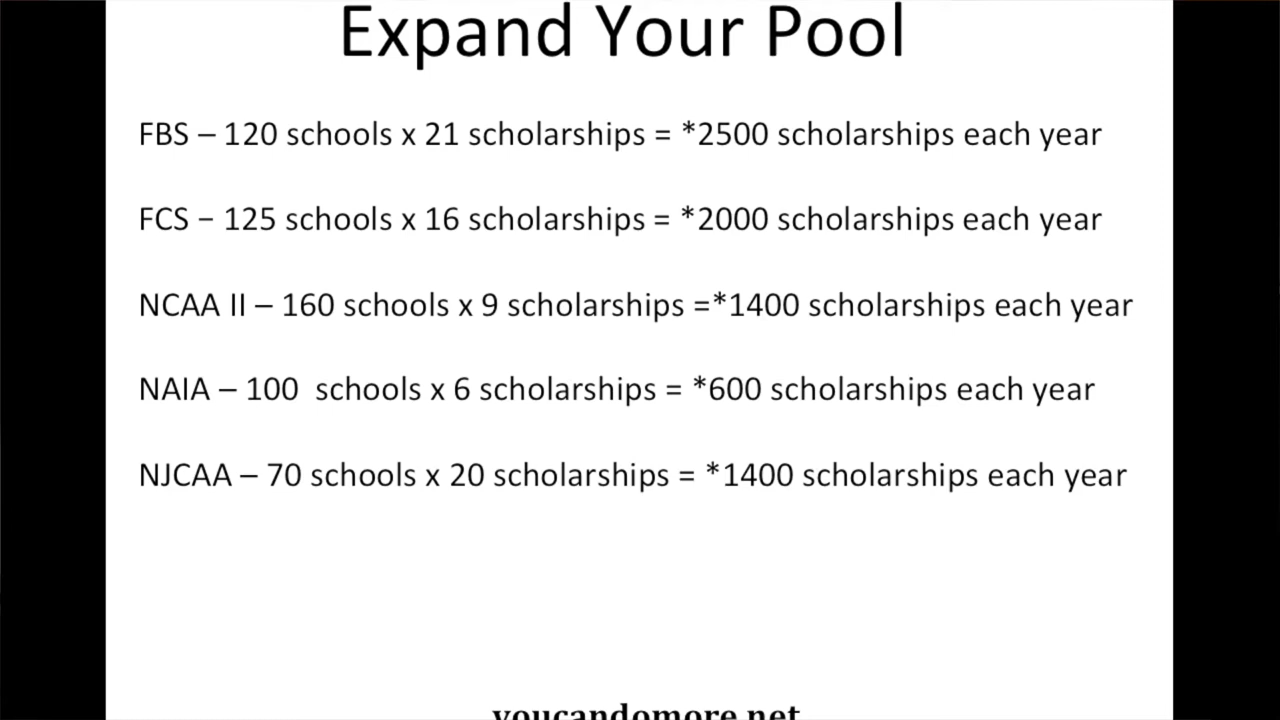 Expand Your Pool
FBS – 120 schools x 21 scholarships = *2500 scholarships each year
FCS – 125 schools x 16 scholarships = *2000 scholarships each year
NCAA II – 160 schools x 9 scholarships =*1400 scholarships each year
NAIA – 100  schools x 6 scholarships = *600 scholarships each year
NJCAA – 70 schools x 20 scholarships = *1400 scholarships each year
youcandomore.net